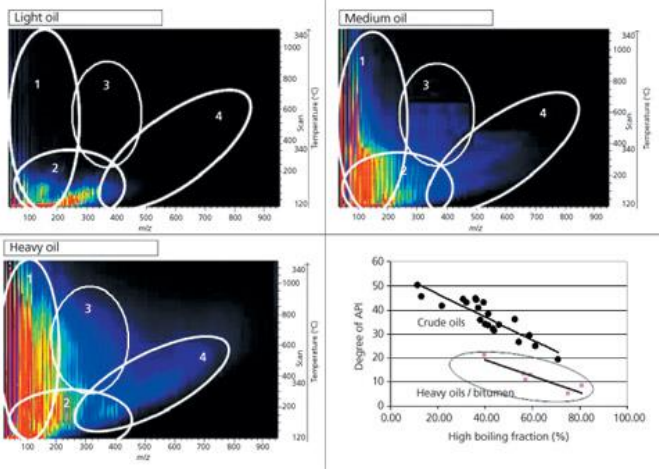 Light oil
1
2
3
4
340
1000
800
600
340
400
200
120
Scan
Temperature (°C)
100 200 300 400 500 600 700 800 900
m/z
Medium oil
1
2
3
4
340
1000
800
600
340
400
200
120
Scan
Temperature (°C)
100 200 300 400 500 600 700 800 900
m/z
Heavy oil
1
2
3
4
340
1000
800
600
340
400
200
120
Scan
Temperature (°C)
100 200 300 400 500 600 700 800 900
m/z
60
50
40
30
20
10
0
Degree of API
Crude oils
Heavy oils / bitumen
0.00 20.00 40.00 60.00 80.00 100.00
High boiling fraction (%)